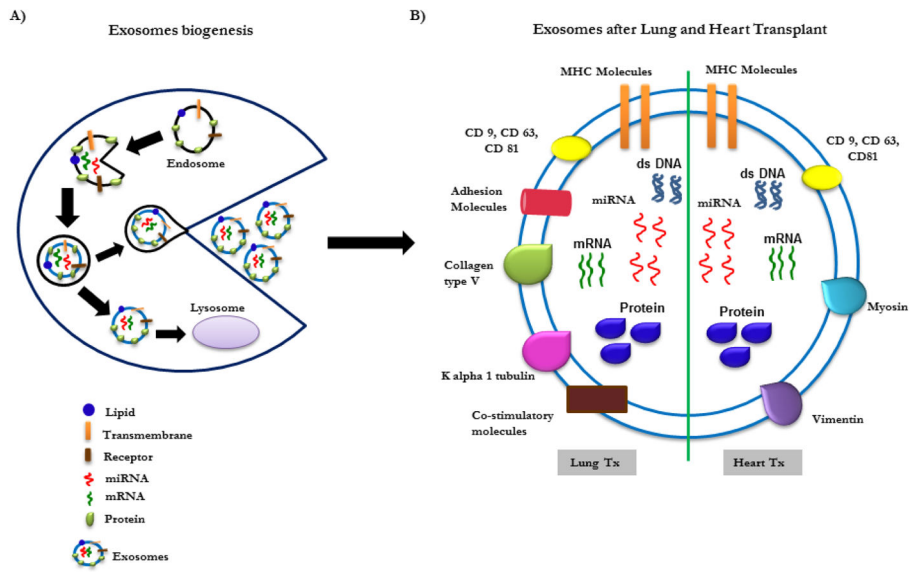 A)
Exosomes biogenesis
Endosome
Lysosome
Lipid
Transmembrane
Receptor
miRNA
mRNA
Protein
Exosomes
B)
Exosomes after Lung and Heart Transplant
MHC Molecules
MHC Molecules
CD 9, CD 63,
CD 81
CD 9, CD 63,
CD81
ds DNA
ds DNA
Adhesion
Molecules
miRNA
miRNA
mRNA
mRNA
Collagen
type V
Myosin
Protein
Protein
K alpha 1 tubulin
Co-stimulatory
molecules
Vimentin
Lung Tx
Heart Tx